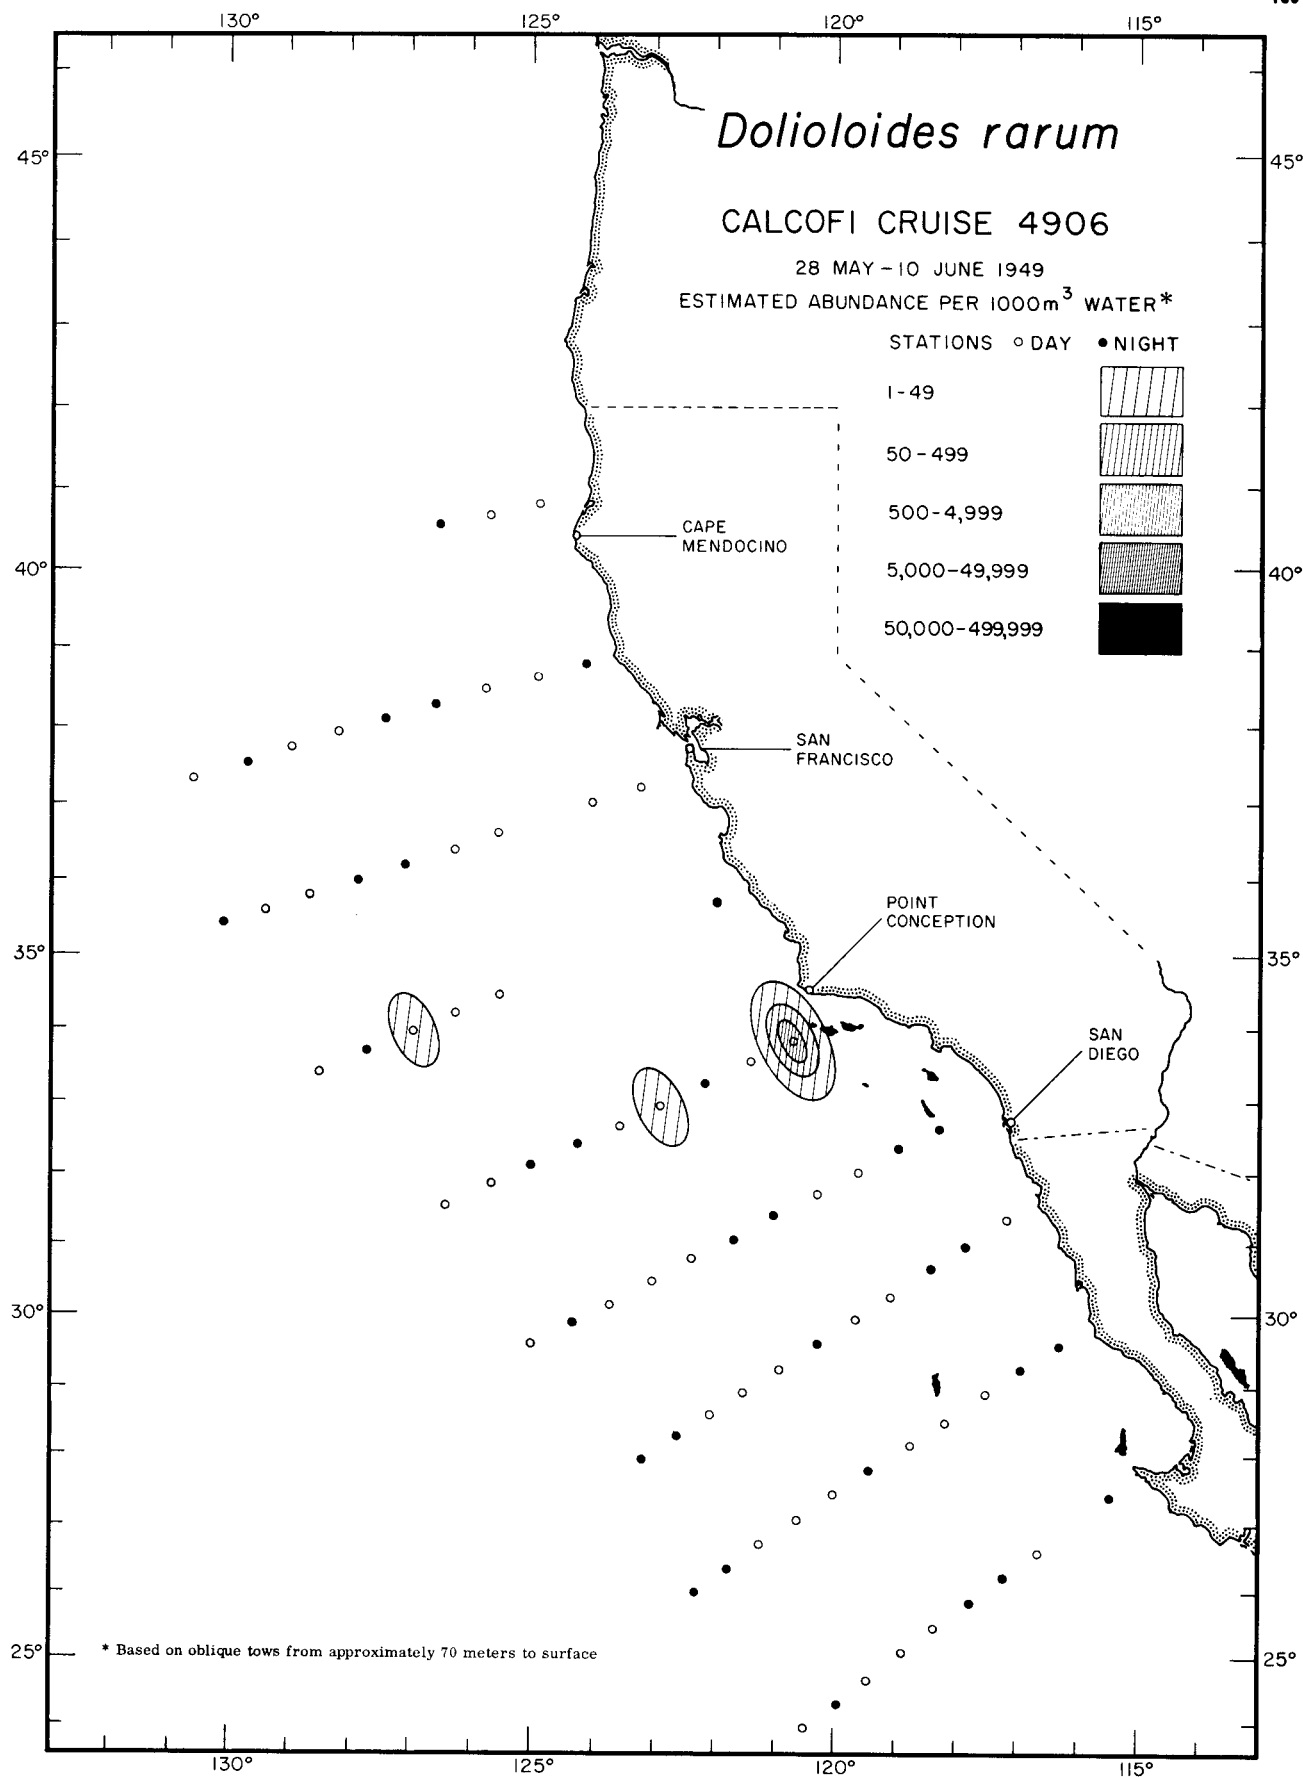 130° 125° 120° 115°
Dolioloides rarum
45° 45°
CALCOFI CRUISE 4906
28 MAY-10 JUNE 1949
ESTIMATED ABUNDANCE PER 1000m³ WATER*
STATIONS ○ DAY ● NIGHT
1-49
50-499
500-4,999
5,000-49,999
50,000-499,999
CAPE
MENDOCINO
40° 40°
SAN
FRANCISCO
POINT
CONCEPTION
35° 35°
SAN
DIEGO
30° 30°
25° 25°
* Based on oblique tows from approximately 70 meters to surface
130° 125° 120° 115°